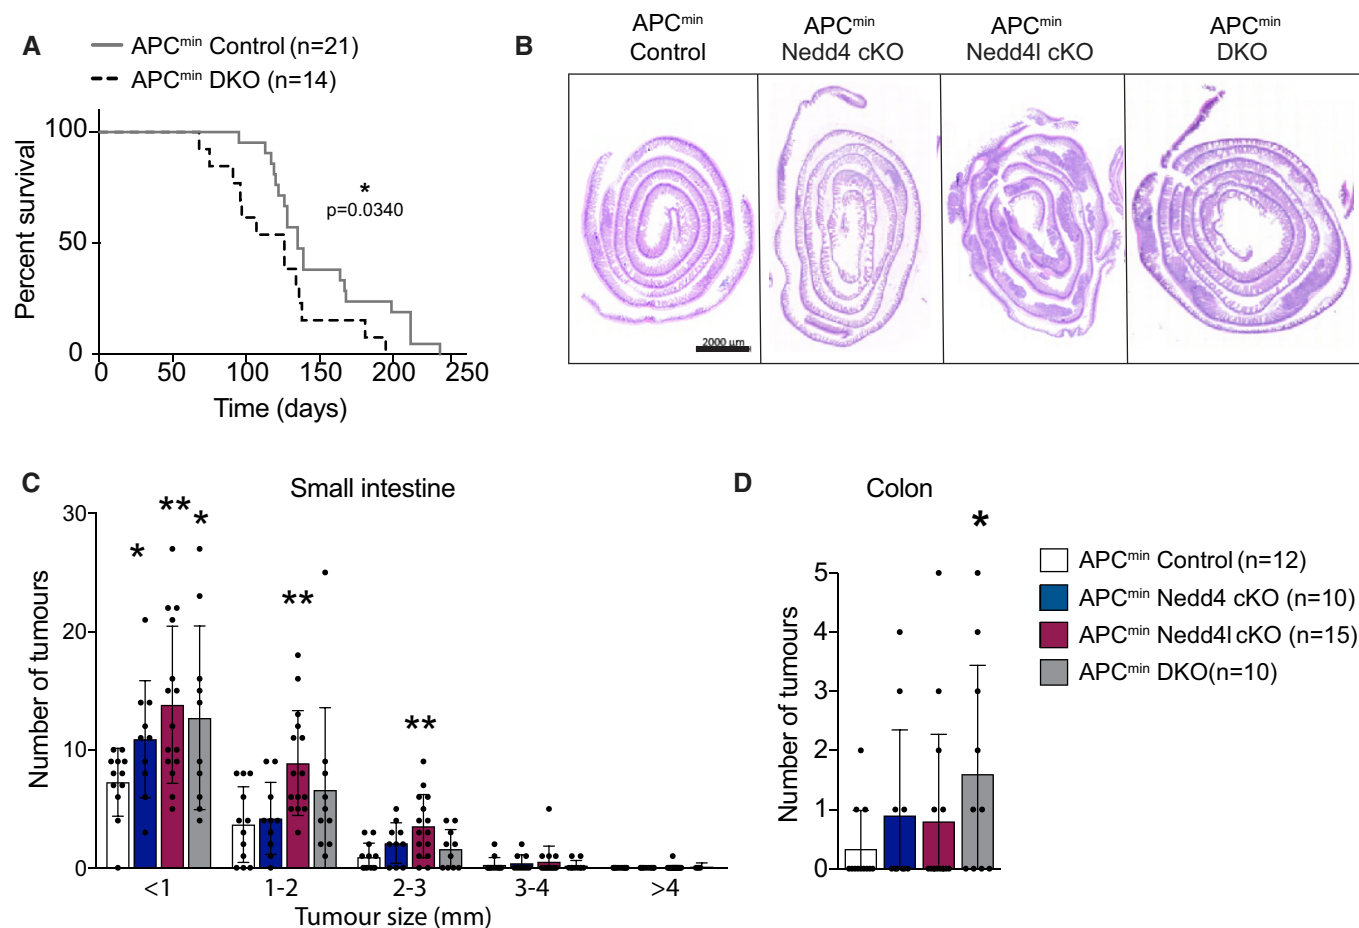 A
APCmin Control (n=21)
APCmin DKO (n=14)
100
50
0
Percent survival
*
p=0.0340
0 50 100 150 200 250
Time (days)
B
APCmin Control
APCmin Nedd4 cKO
APCmin Nedd4l cKO
APCmin DKO
2000 µm
C
Small intestine
30
20
10
0
Number of tumours
* ** *
**
**
<1 1-2 2-3 3-4 >4
Tumour size (mm)
D
Colon
*
5
4
3
2
1
0
Number of tumours
APCmin Control (n=12)
APCmin Nedd4 cKO (n=10)
APCmin Nedd4l cKO (n=15)
APCmin DKO(n=10)